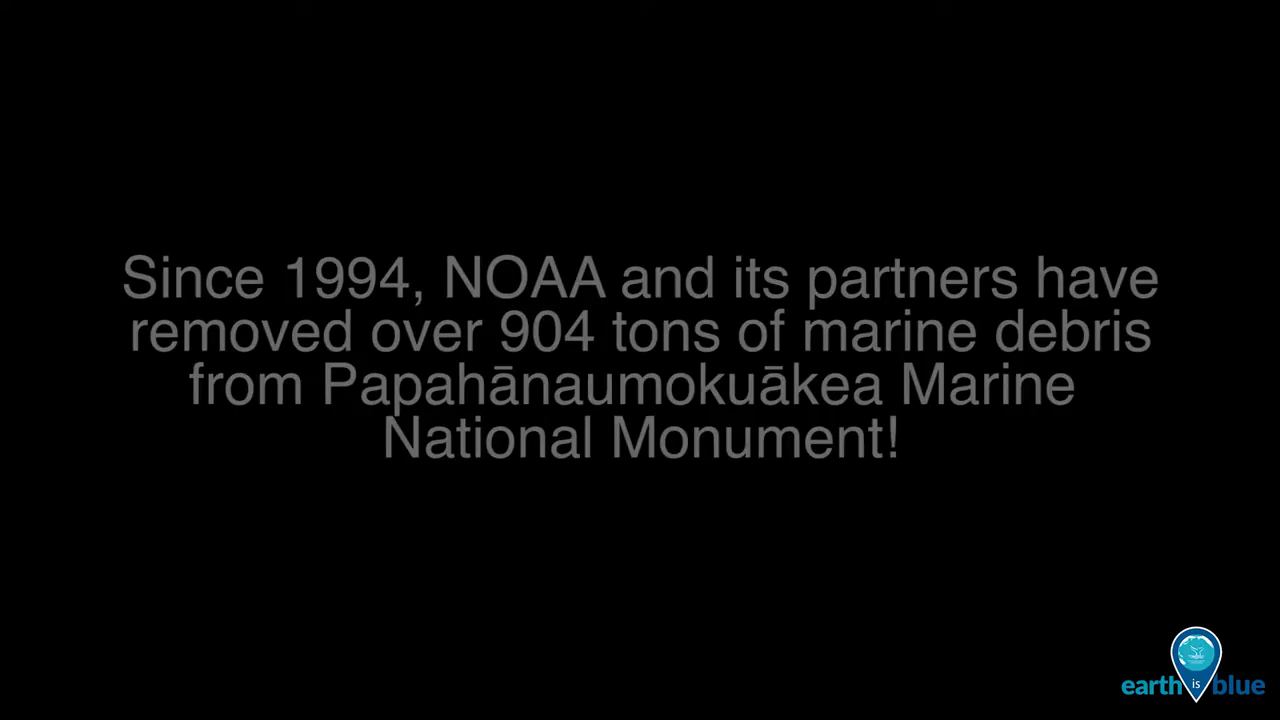 Since 1994, NOAA and its partners have
removed over 904 tons of marine debris
from Papahānaumokuākea Marine
National Monument!
earth is blue